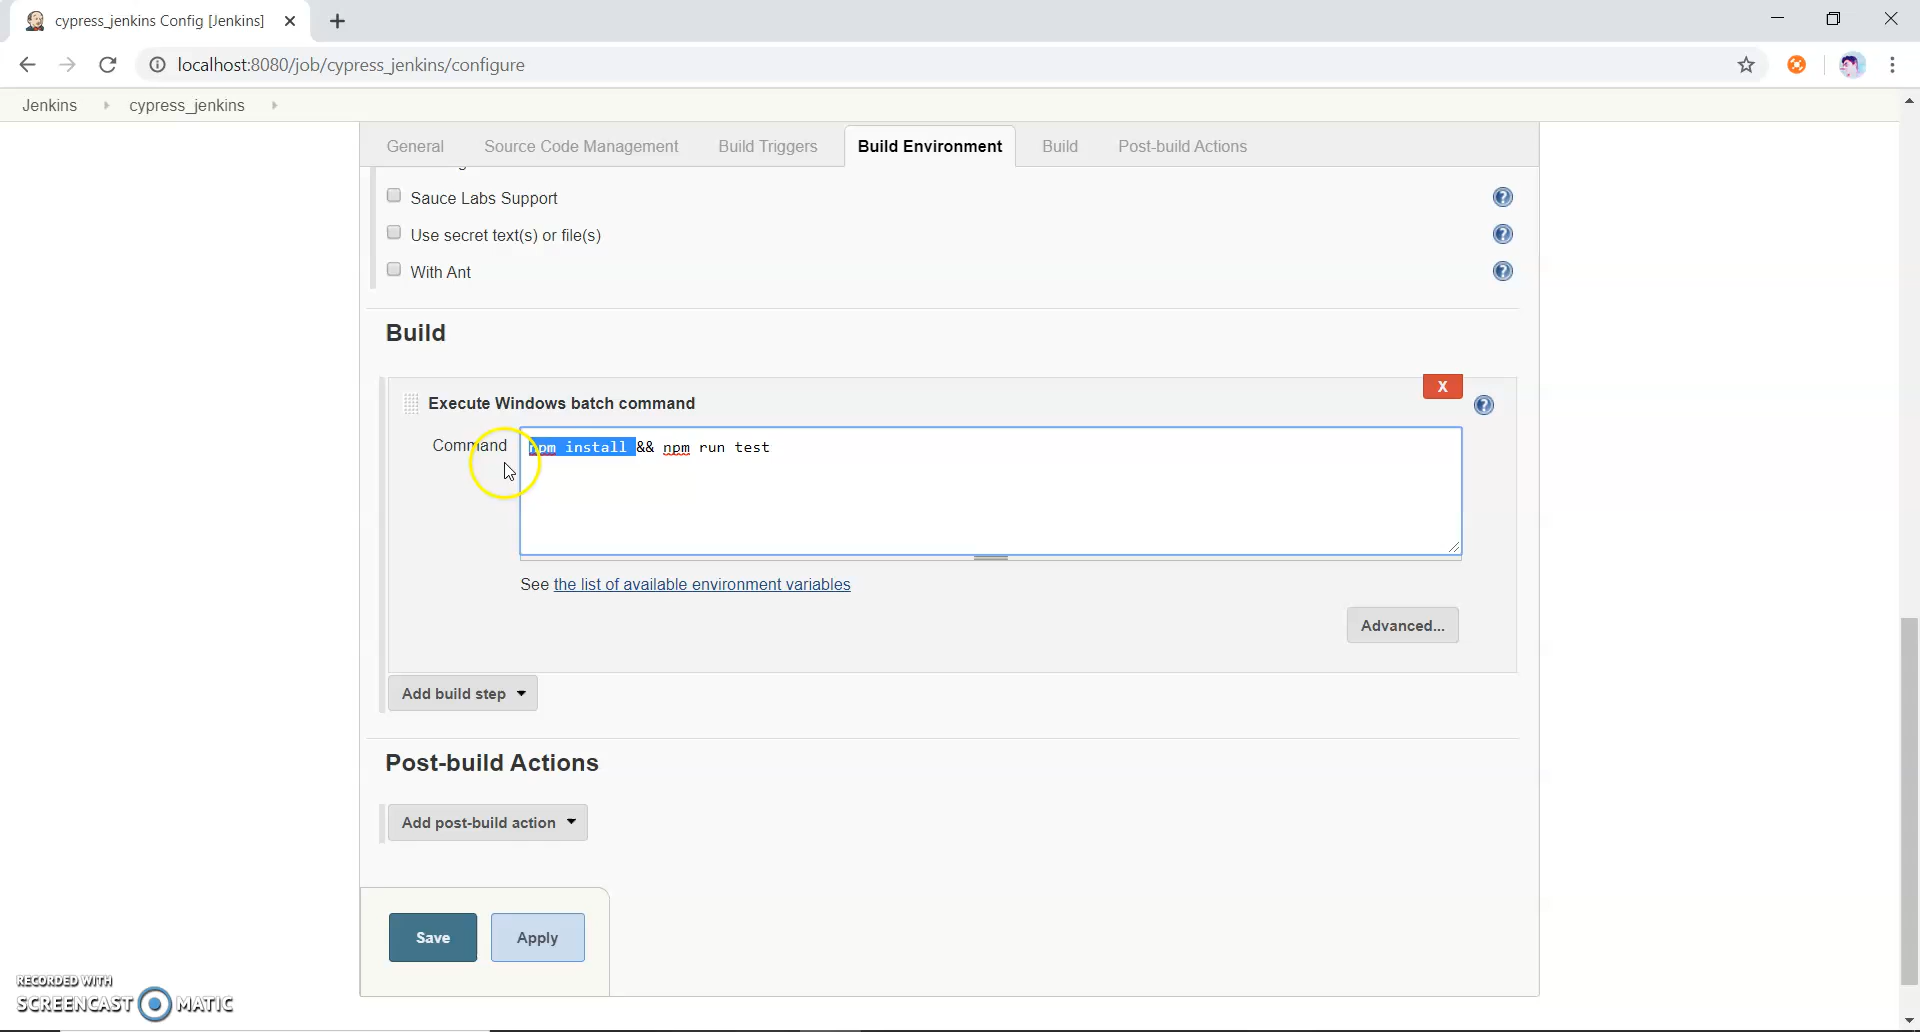 cypress_jenkins Config [Jenkins]
localhost:8080/job/cypress_jenkins/configure
Jenkins cypress_jenkins
General Source Code Management Build Triggers Build Environment Build Post-build Actions
Sauce Labs Support
Use secret text(s) or file(s)
With Ant
Build
X
Execute Windows batch command
Command npm install && npm run test
See the list of available environment variables
Advanced...
Add build step
Post-build Actions
Add post-build action
Save Apply
RECORDED WITH
SCREENCAST MATIC